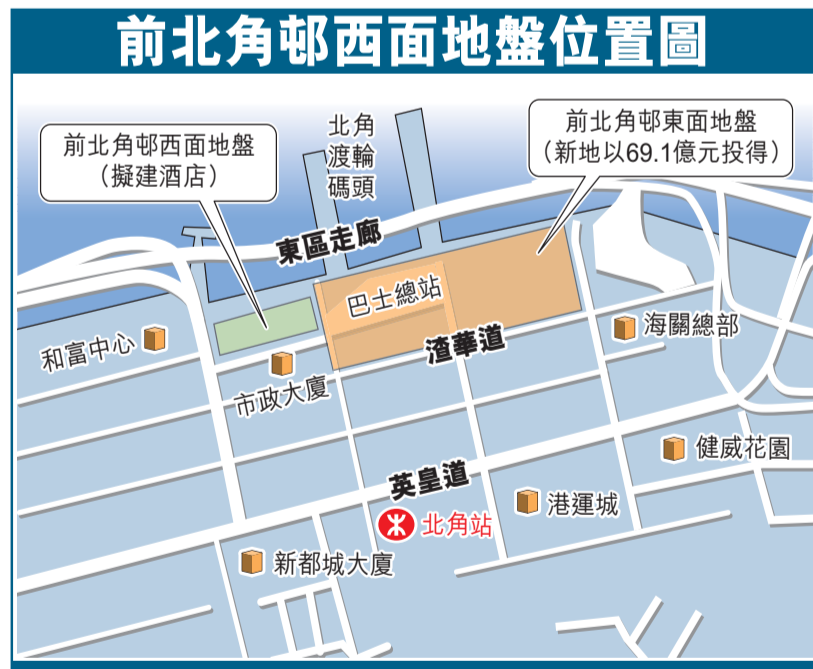 前北角邨西面地盤位置圖
前北角邨西面地盤
（擬建酒店）
北角
渡輪
碼頭
前北角邨東面地盤
（新地以69.1億元投得）
東區走廊
巴士總站
和富中心
市政大廈
渣華道
海關總部
健威花園
英皇道
港運城
北角站
新都城大廈